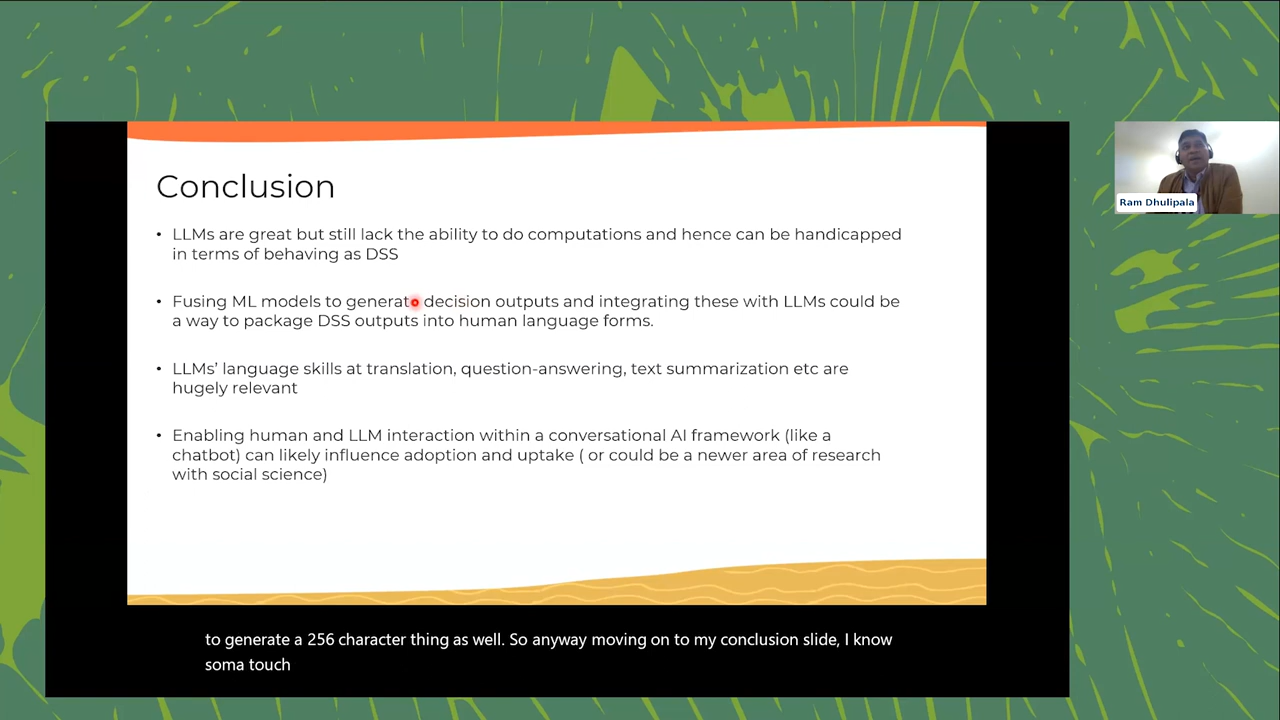 Conclusion
• LLMs are great but still lack the ability to do computations and hence can be handicapped
in terms of behaving as DSS
• Fusing ML models to generate decision outputs and integrating these with LLMs could be
a way to package DSS outputs into human language forms.
• LLMs' language skills at translation, question-answering, text summarization etc are
hugely relevant
• Enabling human and LLM interaction within a conversational AI framework (like a
chatbot) can likely influence adoption and uptake ( or could be a newer area of research
with social science)
Ram Dhulipala
to generate a 256 character thing as well. So anyway moving on to my conclusion slide, I know
soma touch